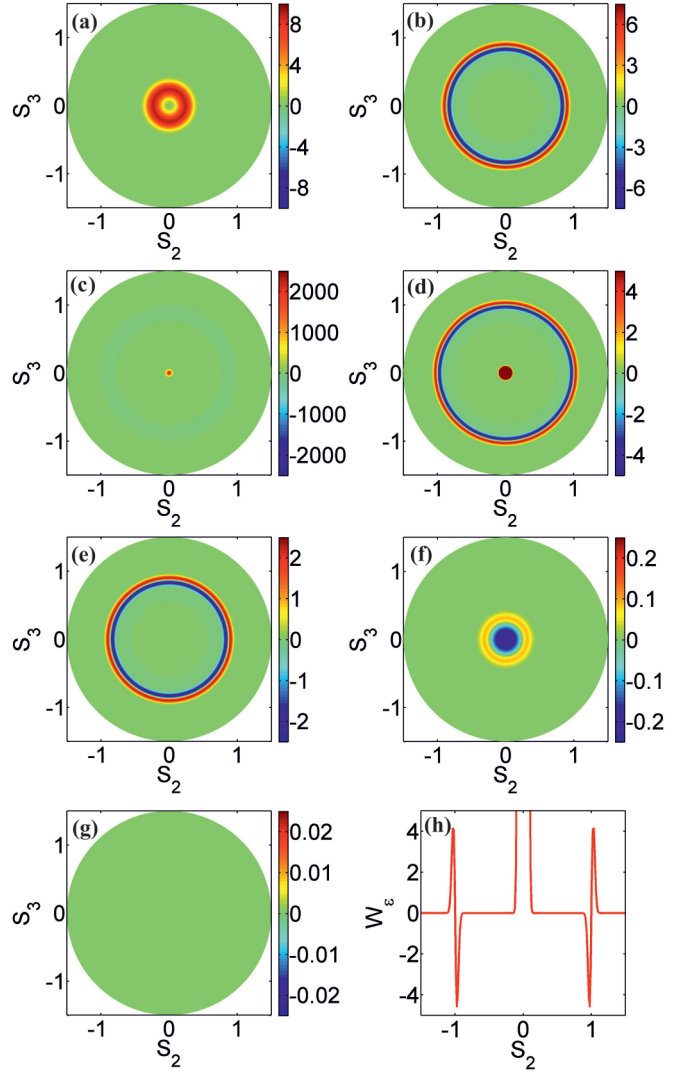 (a)
1
0
-1
S3
-1 0 1
S2
8
4
0
-4
-8
(b)
1
0
-1
S3
-1 0 1
S2
6
3
0
-3
-6
(c)
1
0
-1
S3
-1 0 1
S2
2000
1000
0
-1000
-2000
(d)
1
0
-1
S3
-1 0 1
S2
4
2
0
-2
-4
(e)
1
0
-1
S3
-1 0 1
S2
2
1
0
-1
-2
(f)
1
0
-1
S3
-1 0 1
S2
0.2
0.1
0
-0.1
-0.2
(g)
1
0
-1
S3
-1 0 1
S2
0.02
0.01
0
-0.01
-0.02
(h)
4
2
0
-2
-4
Wε
-1 0 1
S2